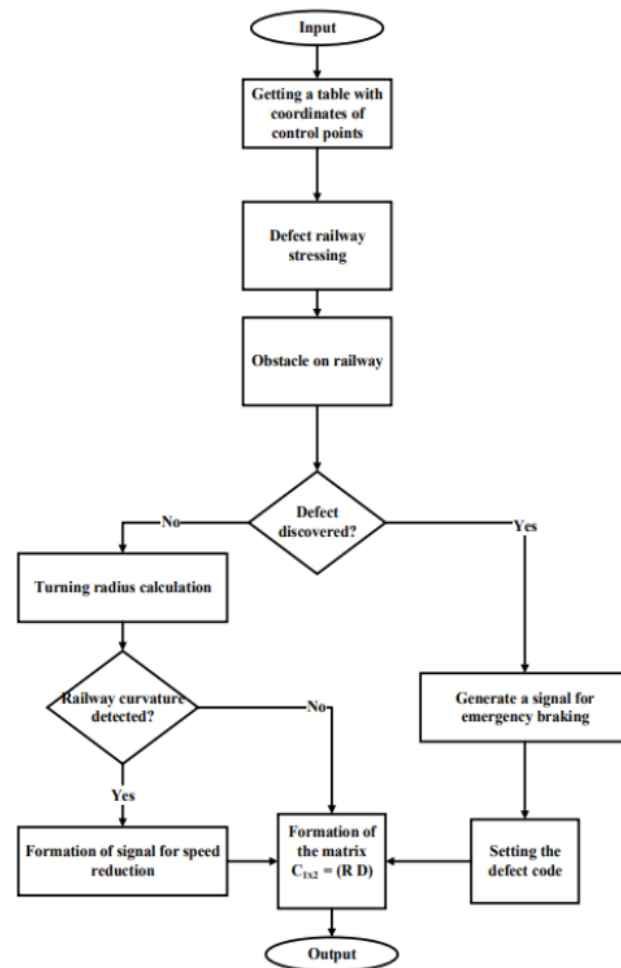 Input
Getting a table with
coordinates of
control points
Defect railway
stressing
Obstacle on railway
Defect
discovered?
No
Yes
Turning radius calculation
Railway curvature
detected?
No
Generate a signal for
emergency braking
Yes
Formation of signal for speed
reduction
Formation of
the matrix
C₁ₓ₂ = (R D)
Setting the
defect code
Output